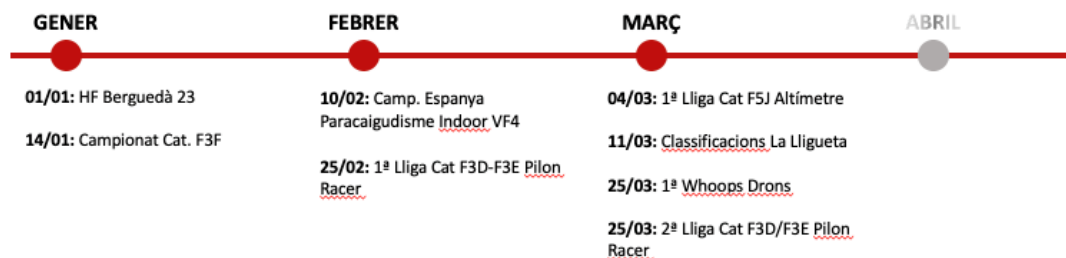 GENER
01/01: HF Berguedà 23
14/01: Campionat Cat. F3F
FEBRER
10/02: Camp. Espanya
Paracaigudisme Indoor VF4
25/02: 1ª Lliga Cat F3D-F3E Pilon
Racer
MARÇ
04/03: 1ª Lliga Cat F5J Altímetre
11/03: Classificacions La Lligueta
25/03: 1ª Whoops Drons
25/03: 2ª Lliga Cat F3D/F3E Pilon
Racer
ABRIL